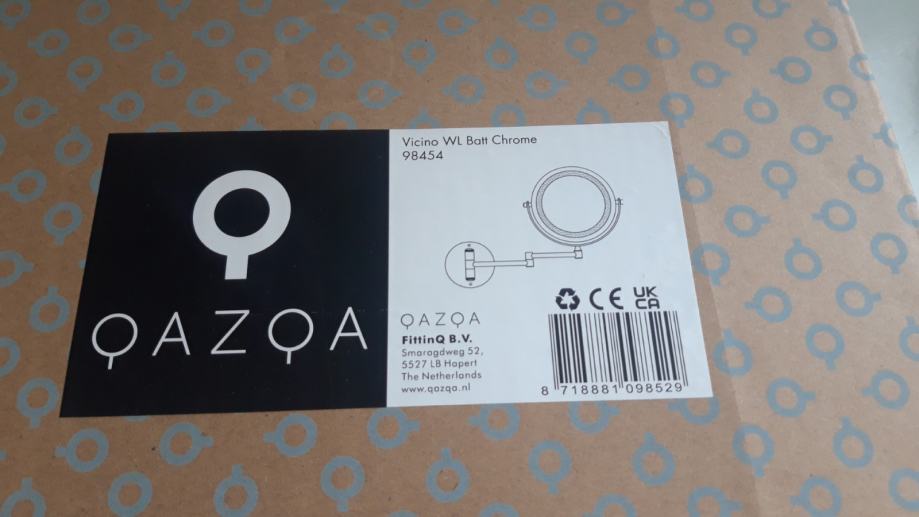 QAZQA
Vicino WL Batt Chrome
98454
UK
CA
CE
QAZQA
FittinQ B.V.
Smaragdweg 52,
5527 LB Hapert
The Netherlands
www.qazqa.nl
8 718881 098529